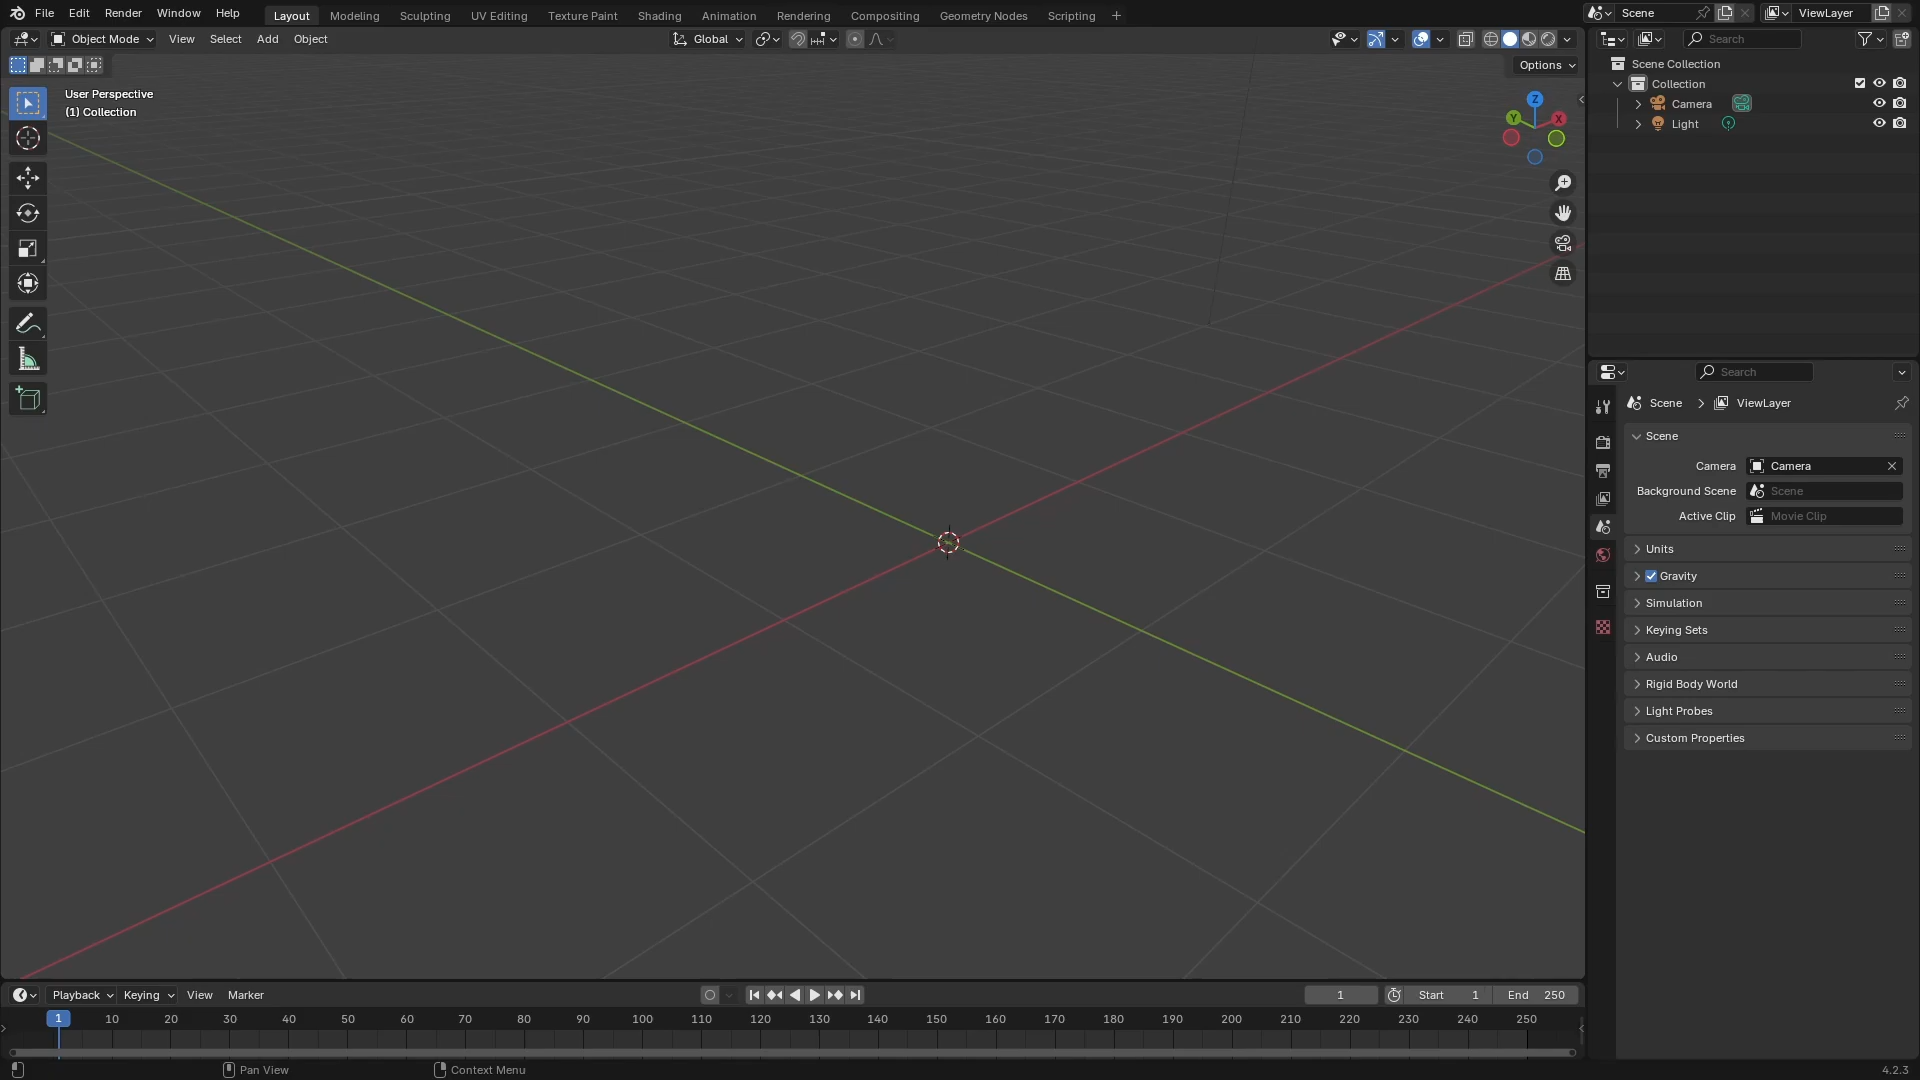 File Edit Render Window Help Layout Modeling Sculpting UV Editing Texture Paint Shading Animation Rendering Compositing Geometry Nodes Scripting + Scene ViewLayer
Object Mode View Select Add Object Global Search
Options
User Perspective
(1) Collection
Z
Y X
Scene Collection
Collection
Camera
Light
Search
Scene > ViewLayer
Scene
Camera Camera
Background Scene Scene
Active Clip Movie Clip
Units
Gravity
Simulation
Keying Sets
Audio
Rigid Body World
Light Probes
Custom Properties
Playback Keying View Marker 1 Start 1 End 250
1 10 20 30 40 50 60 70 80 90 100 110 120 130 140 150 160 170 180 190 200 210 220 230 240 250
Pan View Context Menu 4.2.3